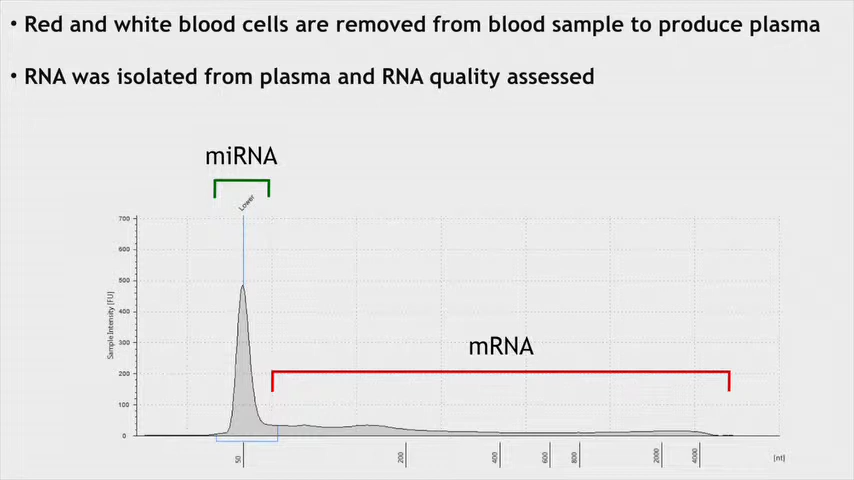 • Red and white blood cells are removed from blood sample to produce plasma
• RNA was isolated from plasma and RNA quality assessed
miRNA
Lower
700
600
500
400
300
200
100
0
Sample Intensity [FU]
mRNA
50
200
400
600
800
2000
4000
[nt]